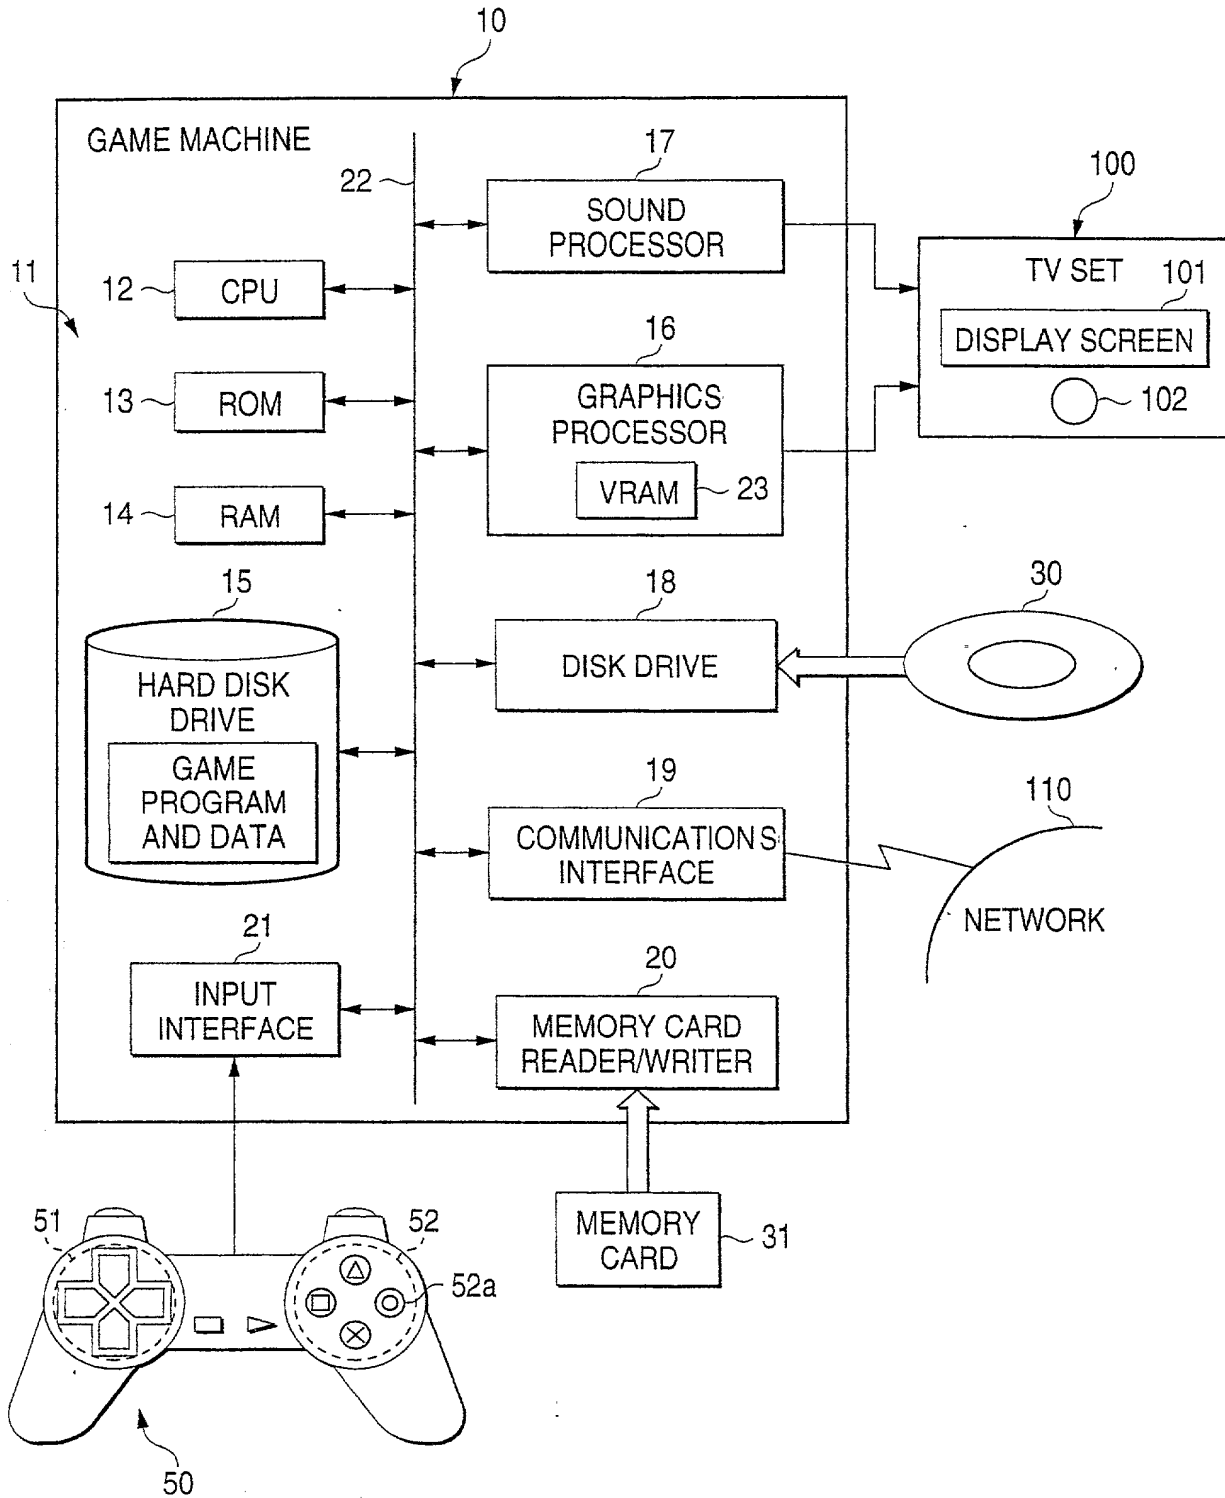 10
GAME MACHINE
17
22
SOUND
PROCESSOR
100
TV SET
101
DISPLAY SCREEN
102
11
12
CPU
16
GRAPHICS
PROCESSOR
VRAM
23
13
ROM
14
RAM
15
HARD DISK
DRIVE
GAME
PROGRAM
AND DATA
18
DISK DRIVE
30
19
COMMUNICATIONS
INTERFACE
110
NETWORK
21
INPUT
INTERFACE
20
MEMORY CARD
READER/WRITER
MEMORY
CARD
31
51
52
52a
50